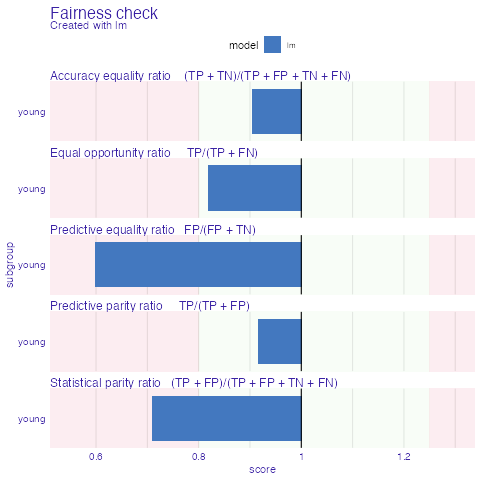 Fairness check
Created with lm
model lm
Accuracy equality ratio (TP + TN)/(TP + FP + TN + FN)
young
Equal opportunity ratio TP/(TP + FN)
young
Predictive equality ratio FP/(FP + TN)
young
Predictive parity ratio TP/(TP + FP)
young
Statistical parity ratio (TP + FP)/(TP + FP + TN + FN)
young
subgroup
0.6 0.8 1 1.2
score